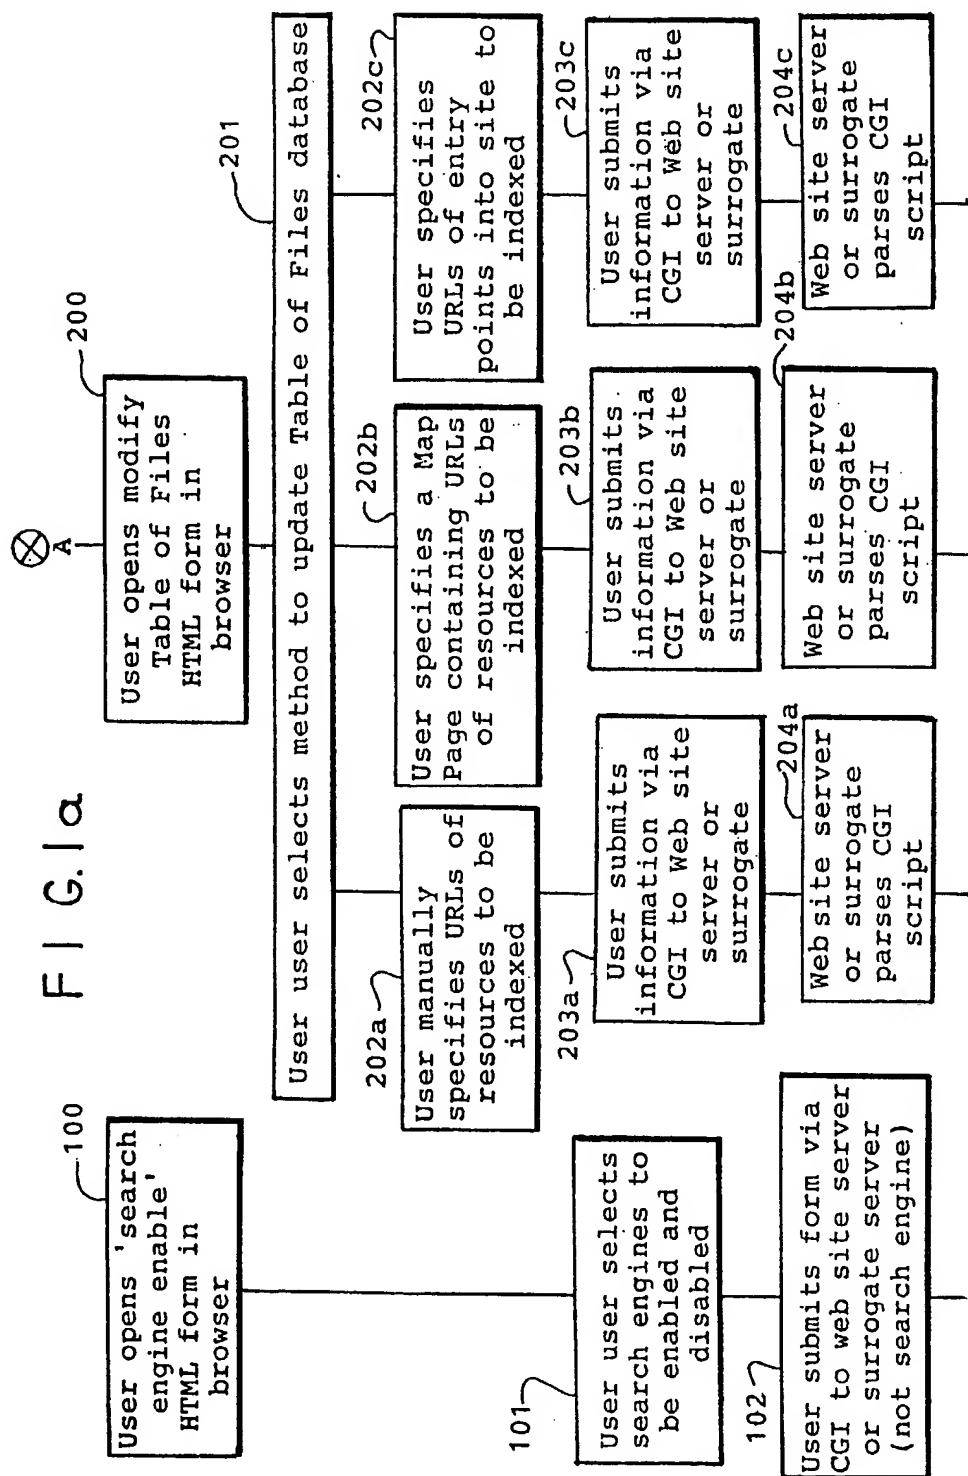 FIG.1a
A
100
User opens 'search
engine enable'
HTML form in
browser
101
User user selects
search engines to
be enabled and
disabled
102
User submits form via
CGI to web site server
or surrogate server
(not search engine)
200
User opens modify
Table of Files
HTML form in
browser
201
User user selects method to update Table of Files database
202a
User manually
specifies URLs of
resources to be
indexed
202b
User specifies a Map
Page containing URLs
of resources to be
indexed
202c
User specifies
URLs of entry
points into site to
be indexed
203a
User submits
information via
CGI to Web site
server or
surrogate
203b
User submits
information via
CGI to Web site
server or
surrogate
203c
User submits
information via
CGI to Web site
server or
surrogate
204a
Web site server
or surrogate
parses CGI
script
204b
Web site server
or surrogate
parses CGI
script
204c
Web site server
or surrogate
parses CGI
script